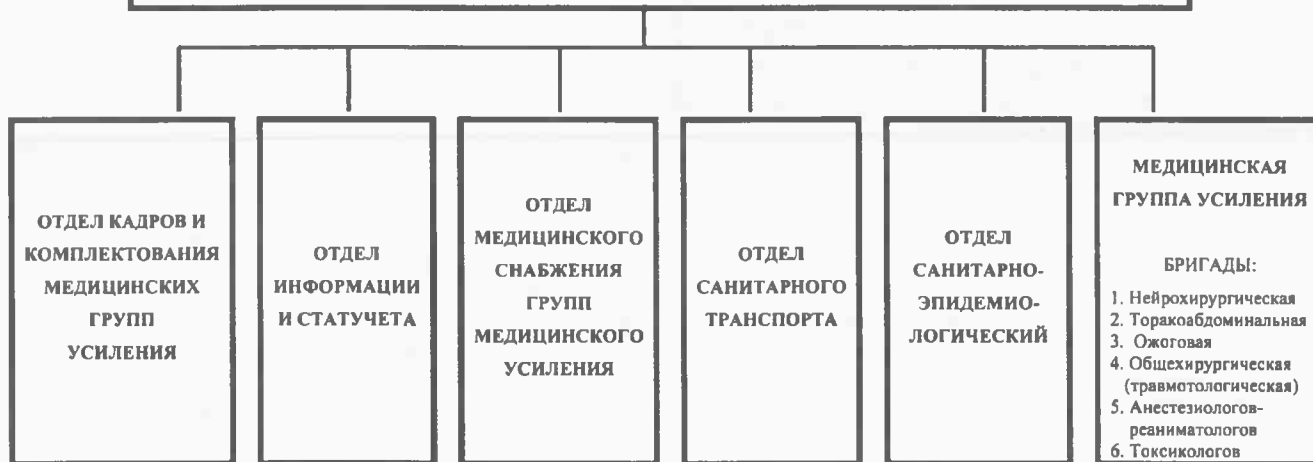 ОТДЕЛ КАДРОВ И
КОМПЛЕКТОВАНИЯ
МЕДИЦИНСКИХ
ГРУПП
УСИЛЕНИЯ
ОТДЕЛ
ИНФОРМАЦИИ
И СТАТУЧЕТА
ОТДЕЛ
МЕДИЦИНСКОГО
СНАБЖЕНИЯ
ГРУПП
МЕДИЦИНСКОГО
УСИЛЕНИЯ
ОТДЕЛ
САНИТАРНОГО
ТРАНСПОРТА
ОТДЕЛ
САНИТАРНО-
ЭПИДЕМИО-
ЛОГИЧЕСКИЙ
МЕДИЦИНСКАЯ
ГРУППА УСИЛЕНИЯ
БРИГАДЫ:
1. Нейрохирургическая
2. Торакоабдоминальная
3. Ожоговая
4. Общехирургическая
(травмотологическая)
5. Анестезиологов-
реаниматологов
6. Токсикологов